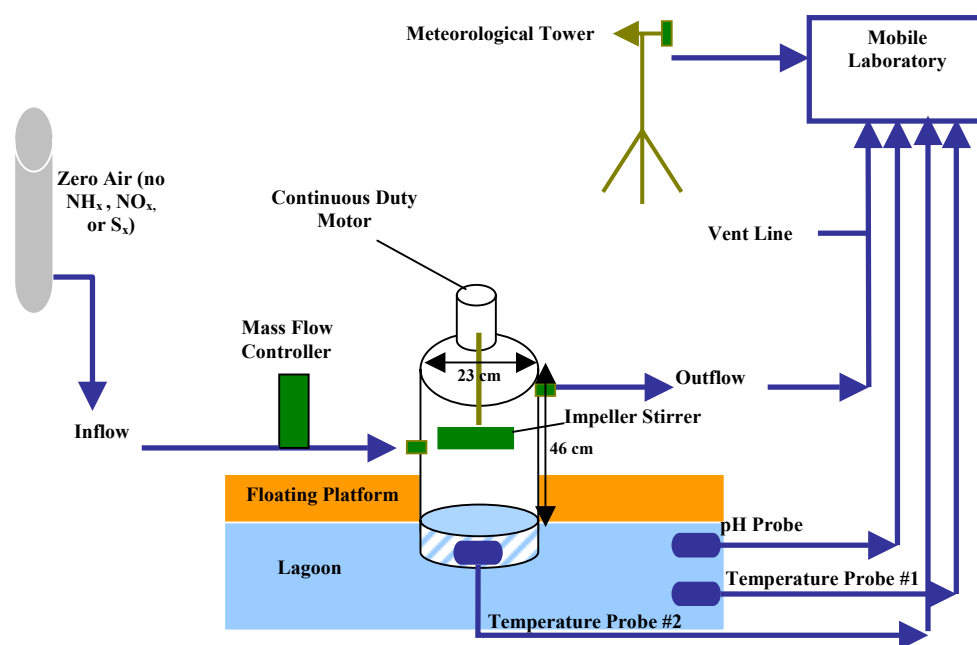 Meteorological Tower
Mobile
Laboratory
Zero Air (no
NHₓ , NOₓ,
or Sₓ)
Continuous Duty
Motor
Vent Line
Mass Flow
Controller
23 cm
Outflow
Inflow
Impeller Stirrer
46 cm
Floating Platform
pH Probe
Lagoon
Temperature Probe #1
Temperature Probe #2